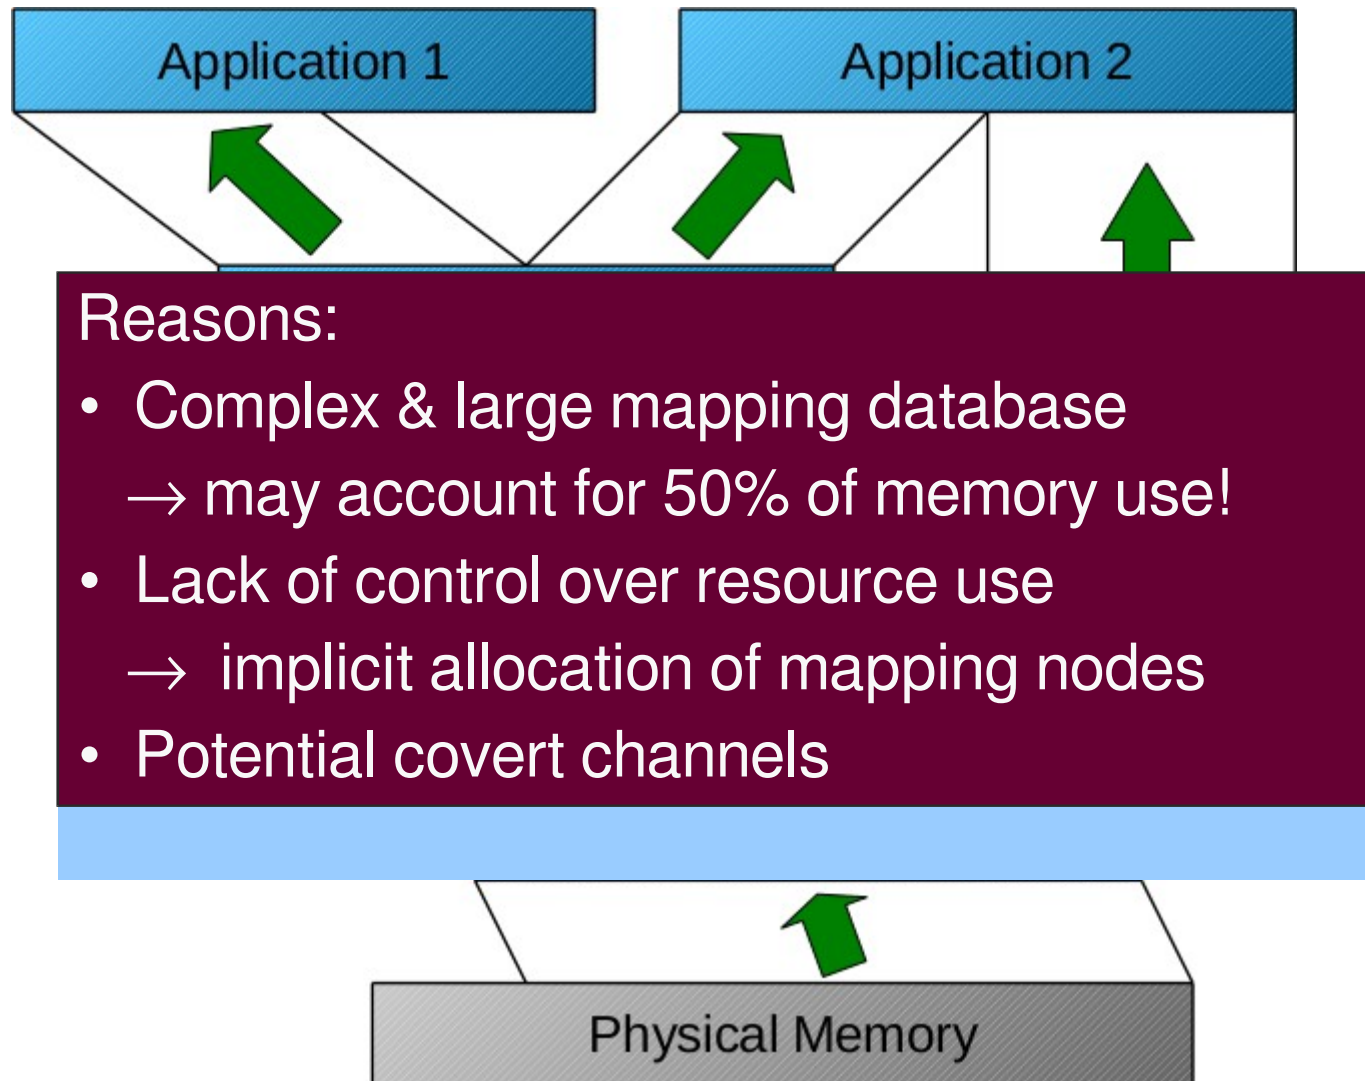 Application 1
Application 2
Reasons:
• Complex & large mapping database
→ may account for 50% of memory use!
• Lack of control over resource use
→ implicit allocation of mapping nodes
• Potential covert channels
Physical Memory